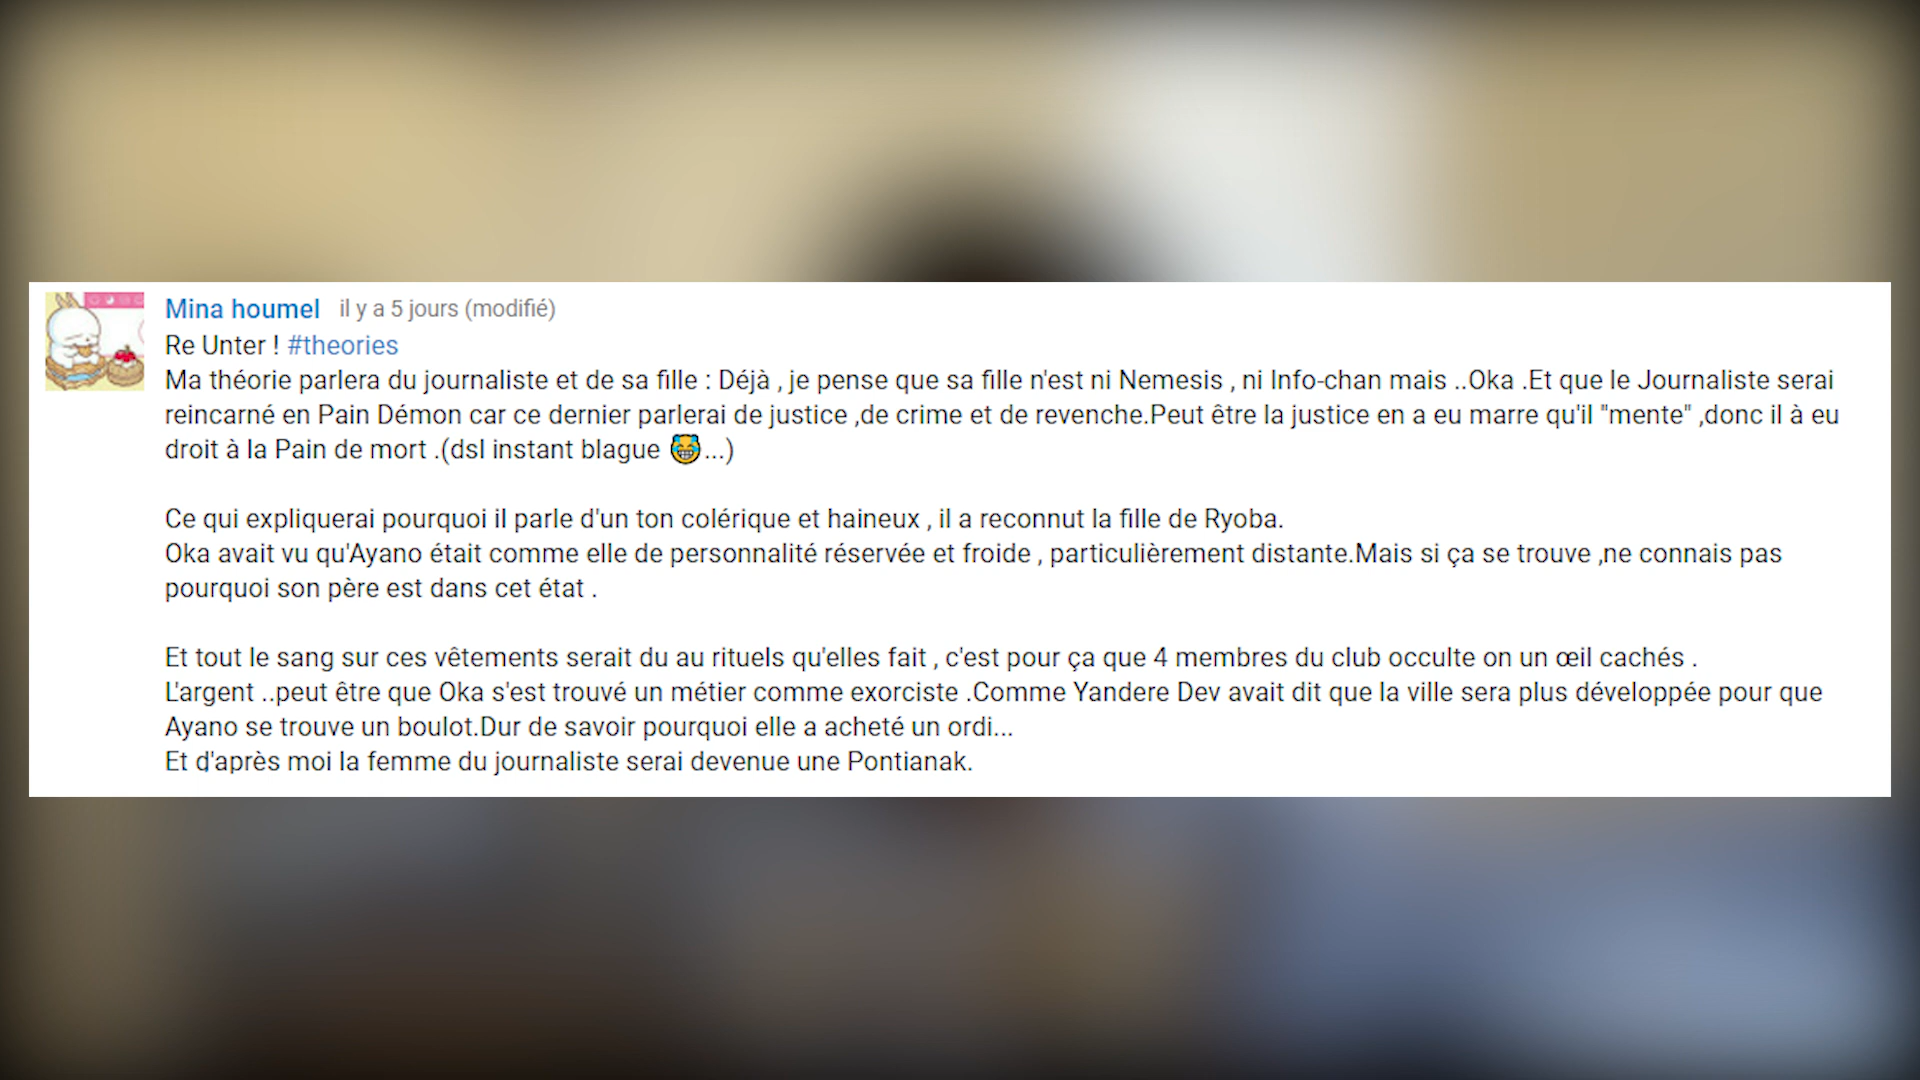 Mina houmel il y a 5 jours (modifié)
Re Unter ! #theories
Ma théorie parlera du journaliste et de sa fille : Déjà , je pense que sa fille n'est ni Nemesis , ni Info-chan mais ..Oka .Et que le Journaliste serai
reincarné en Pain Démon car ce dernier parlerai de justice ,de crime et de revenche.Peut être la justice en a eu marre qu'il "mente" ,donc il à eu
droit à la Pain de mort .(dsl instant blague 😹...)
Ce qui expliquerai pourquoi il parle d'un ton colérique et haineux , il a reconnut la fille de Ryoba.
Oka avait vu qu'Ayano était comme elle de personnalité réservée et froide , particulièrement distante.Mais si ça se trouve ,ne connais pas
pourquoi son père est dans cet état .
Et tout le sang sur ces vêtements serait du au rituels qu'elles fait , c'est pour ça que 4 membres du club occulte on un œil cachés .
L'argent ..peut être que Oka s'est trouvé un métier comme exorciste .Comme Yandere Dev avait dit que la ville sera plus développée pour que
Ayano se trouve un boulot.Dur de savoir pourquoi elle a acheté un ordi...
Et d'après moi la femme du journaliste serai devenue une Pontianak.